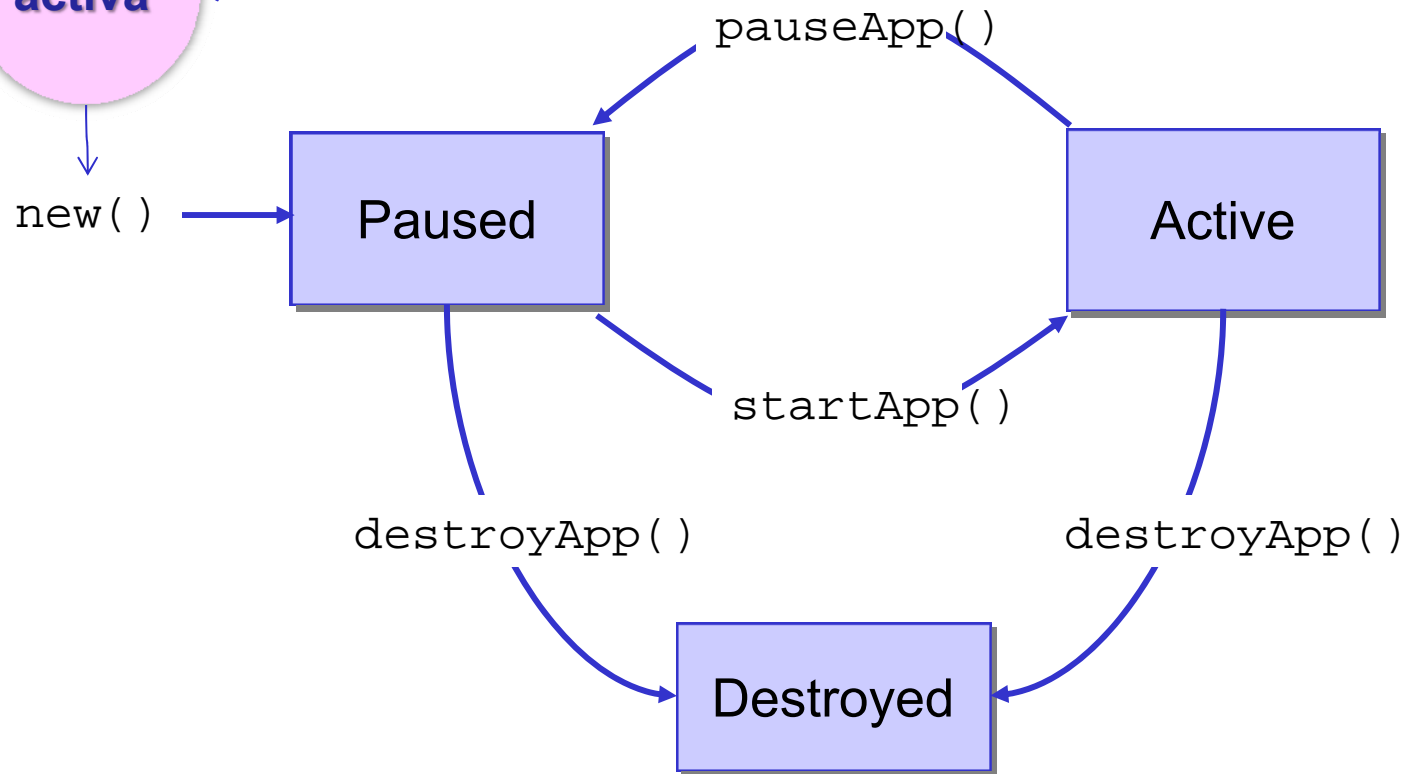 activa
pauseApp()
new()
Paused
Active
startApp()
destroyApp()
destroyApp()
Destroyed